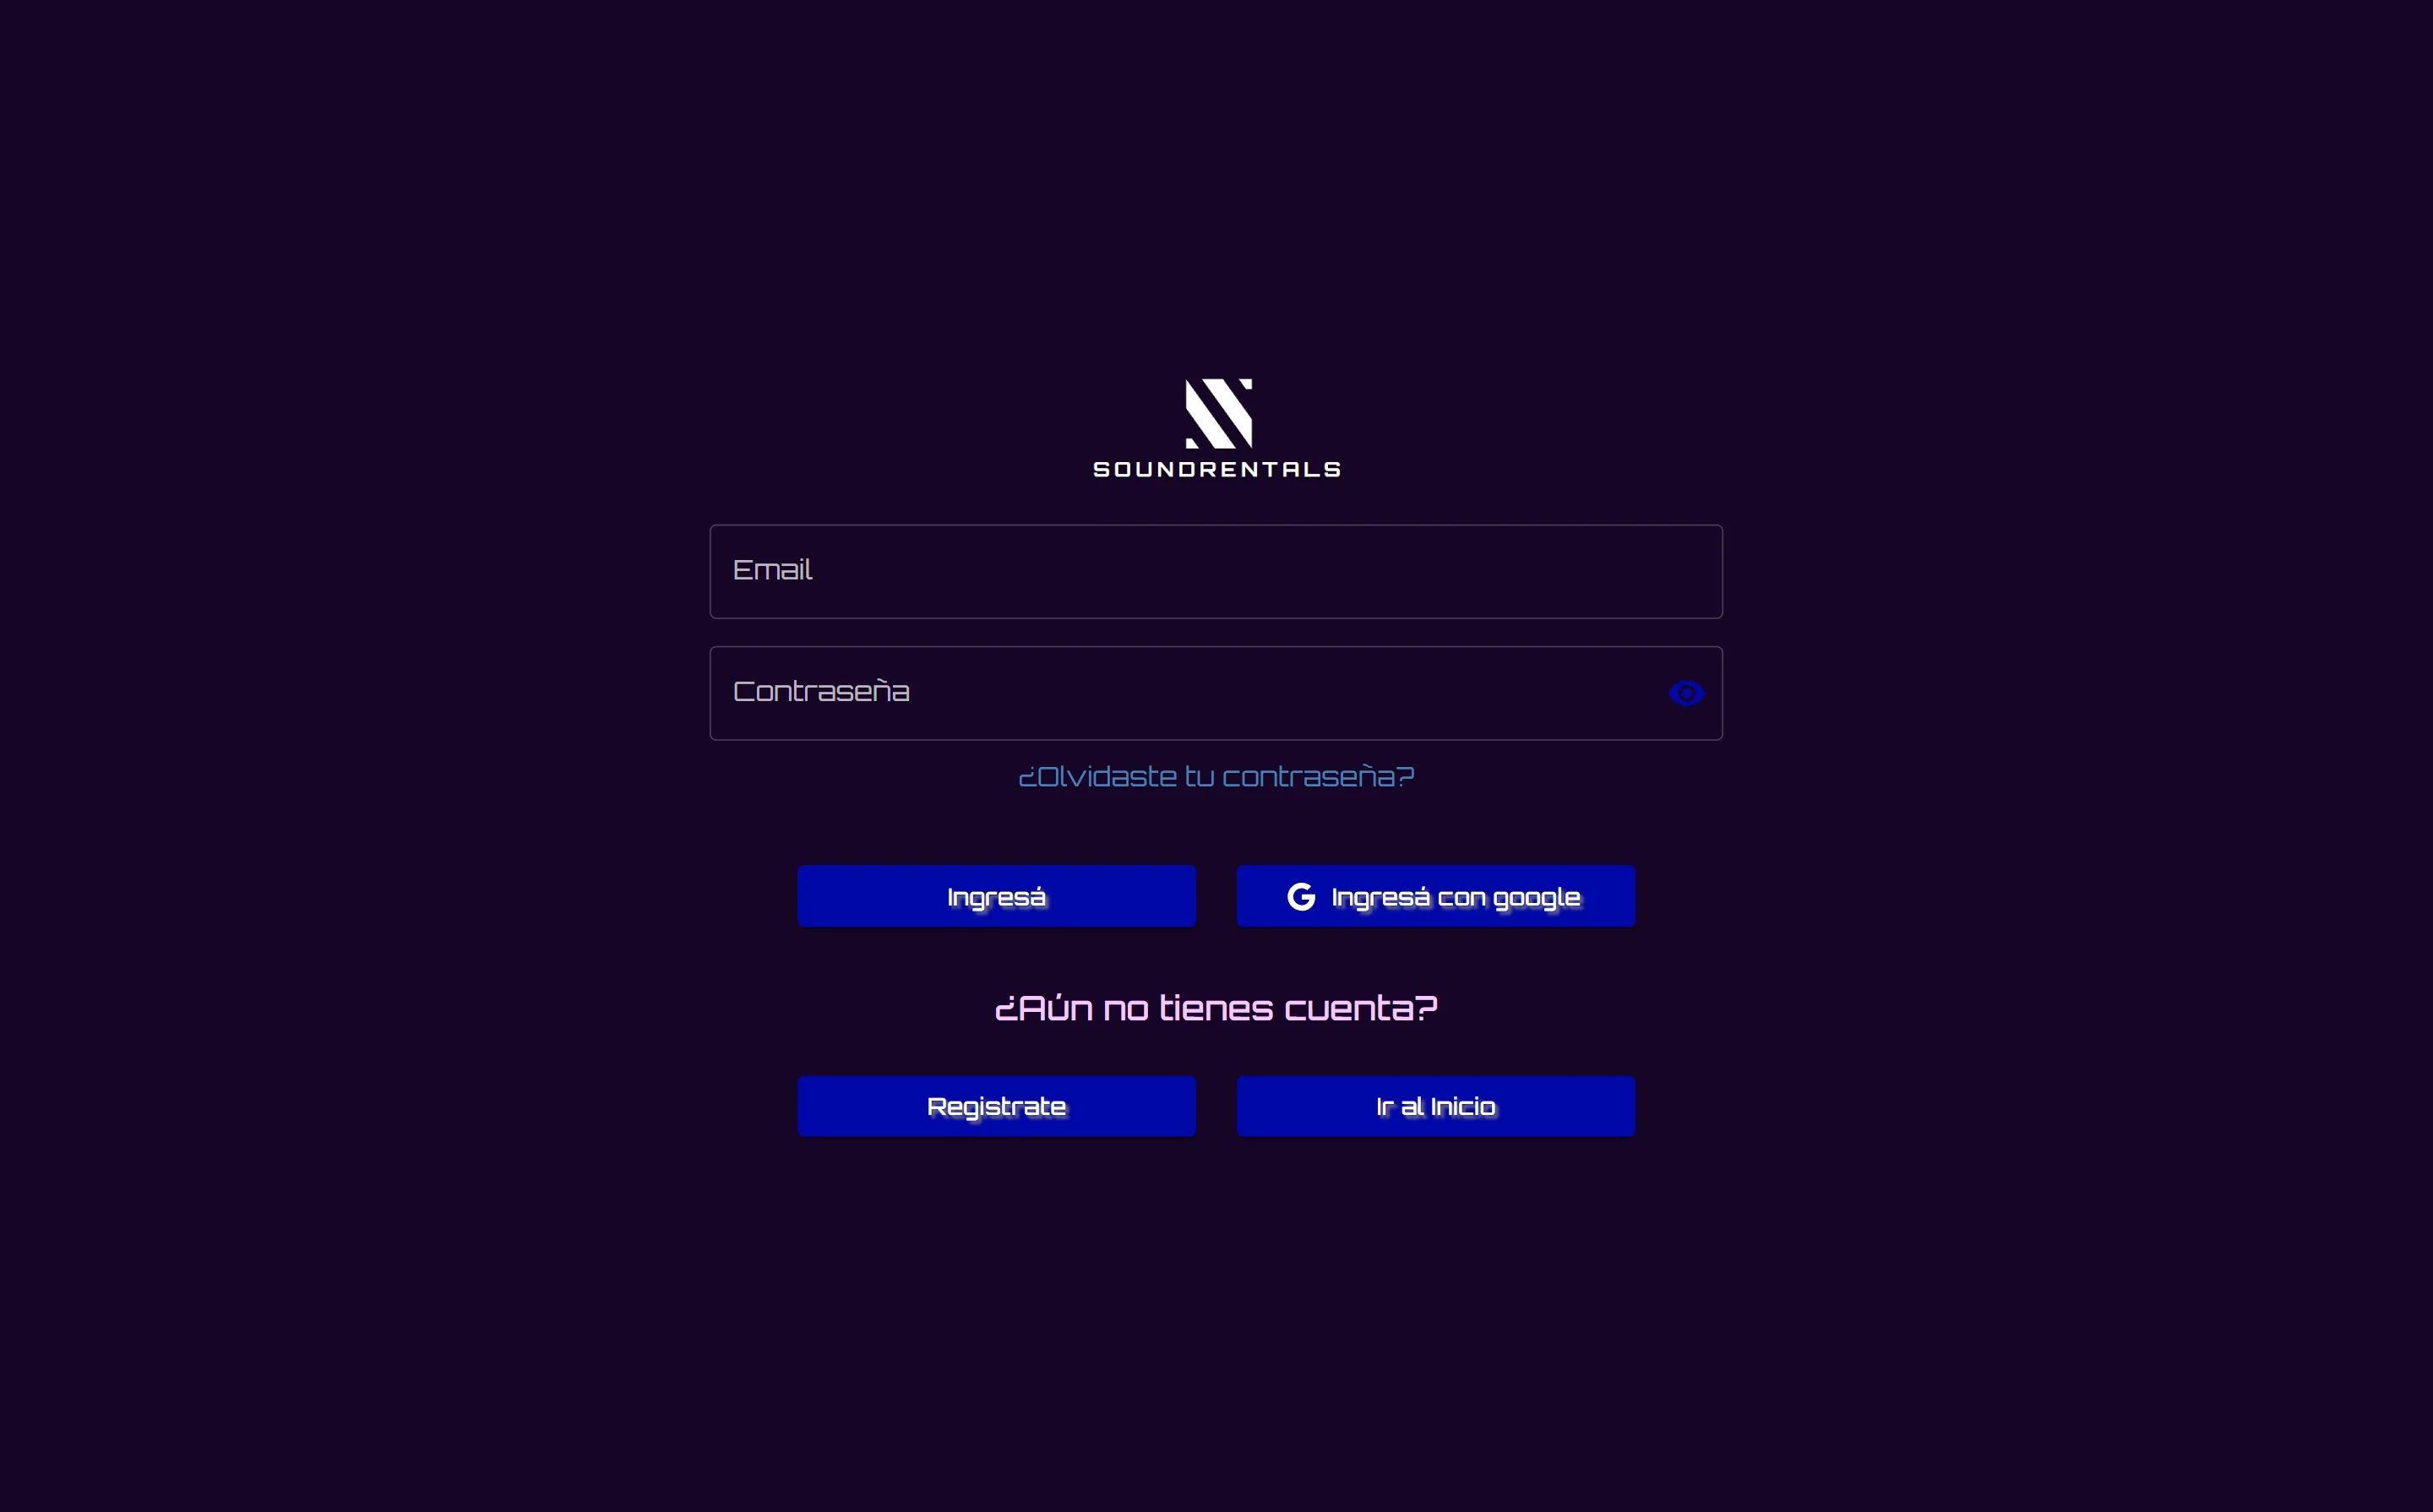 SOUNDRENTALS
Email
Contraseña
¿Olvidaste tu contraseña?
Ingresá
Ingresá con google
¿Aún no tienes cuenta?
Registrate
Ir al Inicio